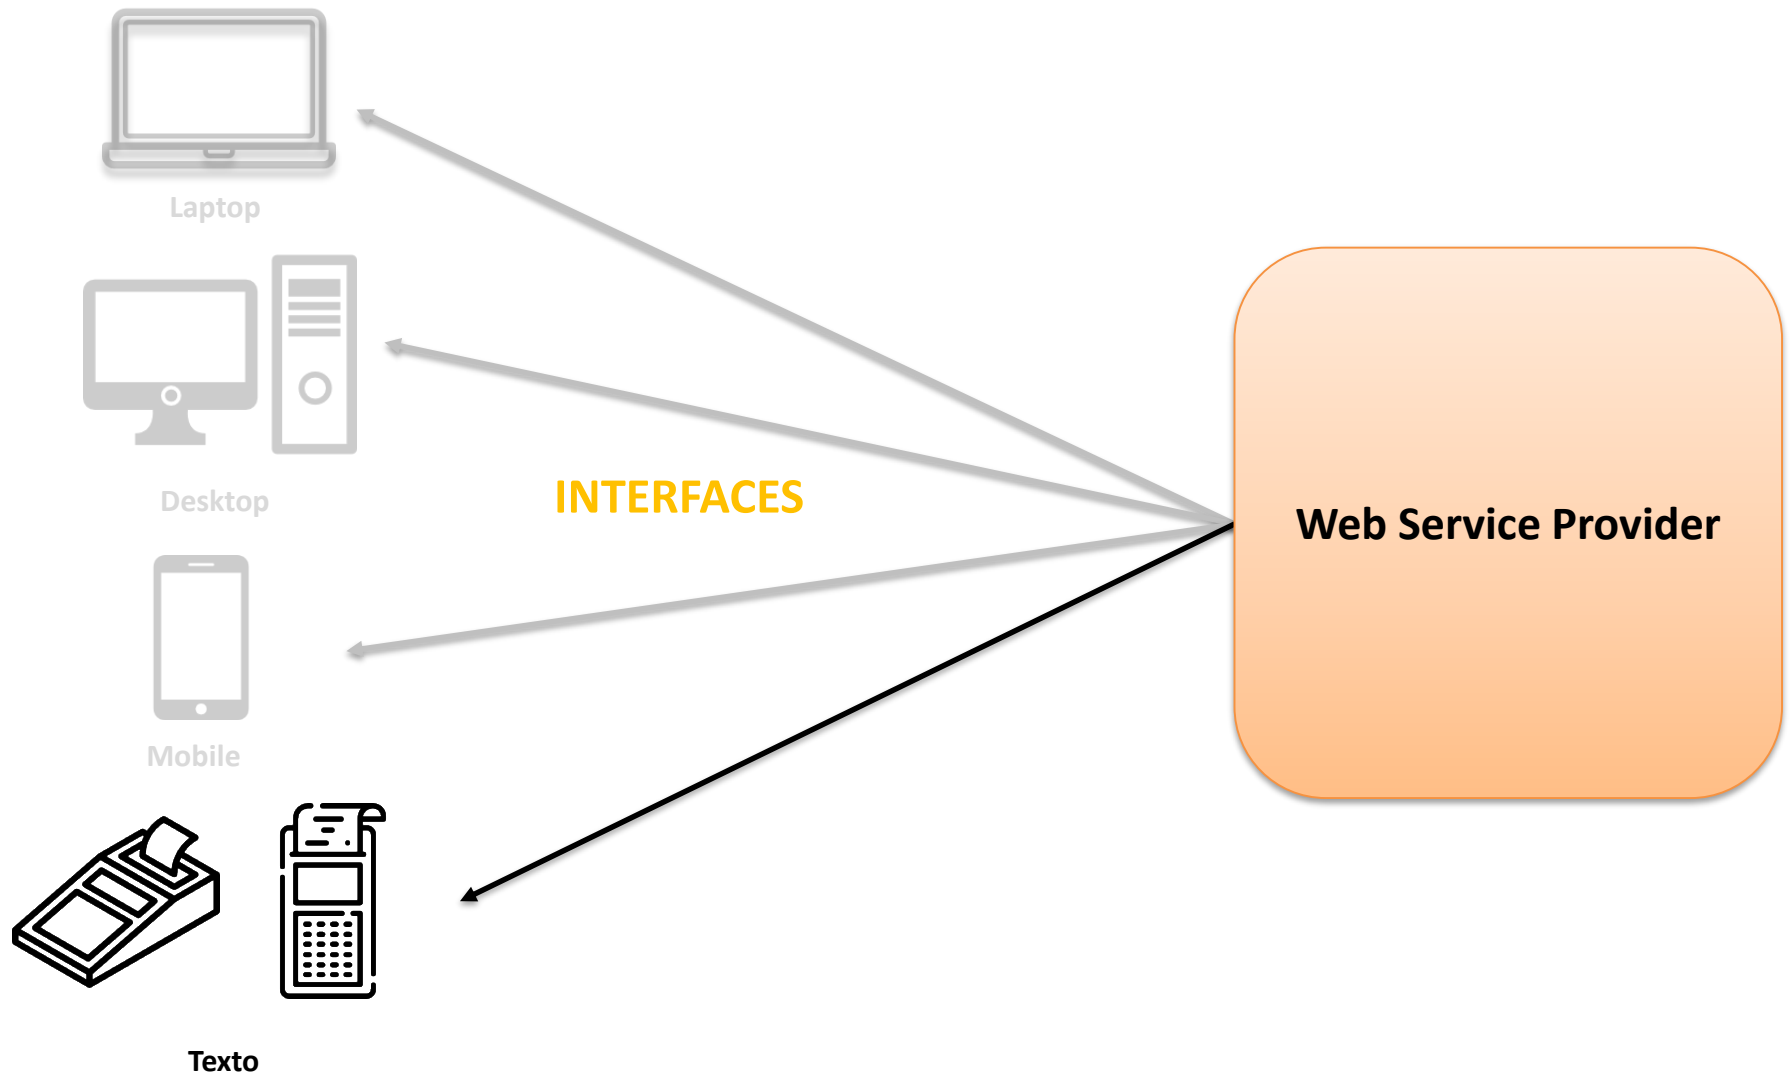 Laptop
Desktop
INTERFACES
Web Service Provider
Mobile
Texto